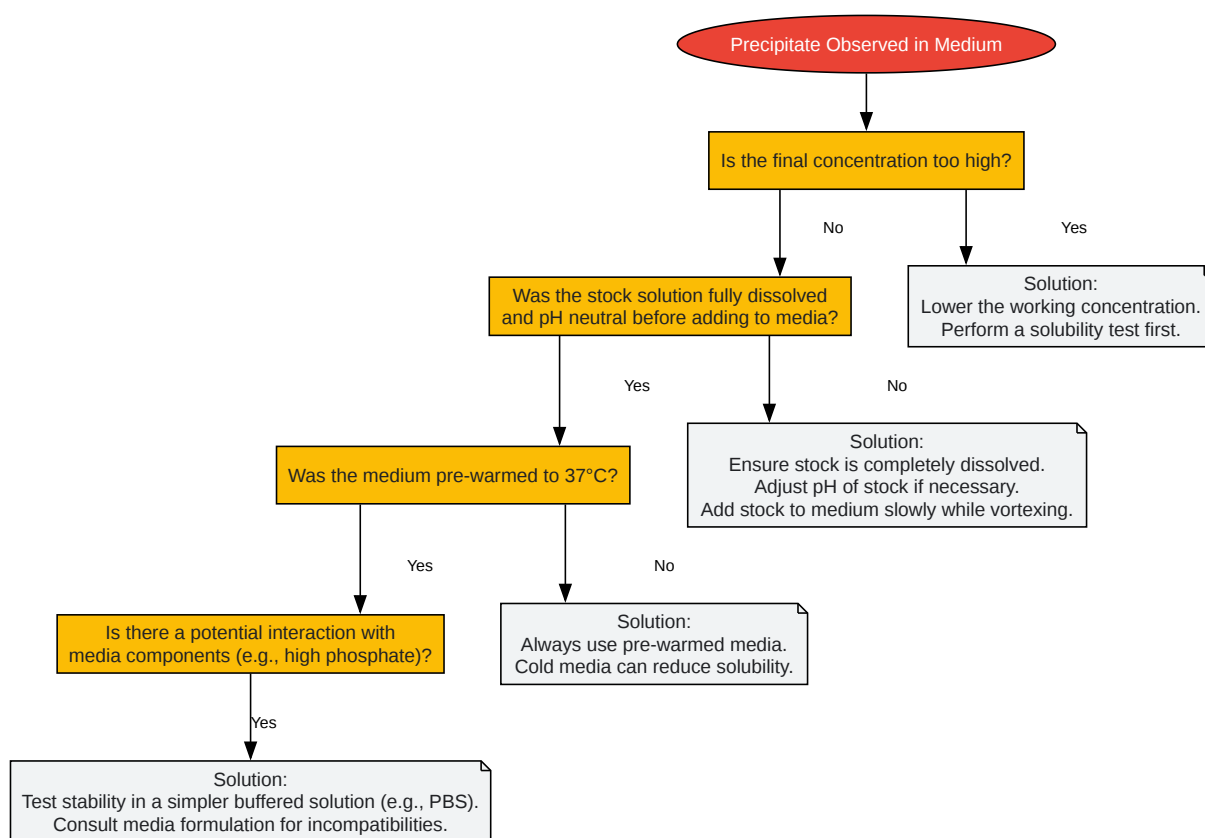 Precipitate Observed in Medium
Is the final concentration too high?
No
Yes
Solution:
Lower the working concentration.
Perform a solubility test first.
Was the stock solution fully dissolved
and pH neutral before adding to media?
Yes
No
Solution:
Ensure stock is completely dissolved.
Adjust pH of stock if necessary.
Add stock to medium slowly while vortexing.
Was the medium pre-warmed to 37°C?
Yes
No
Solution:
Always use pre-warmed media.
Cold media can reduce solubility.
Is there a potential interaction with
media components (e.g., high phosphate)?
Yes
Solution:
Test stability in a simpler buffered solution (e.g., PBS).
Consult media formulation for incompatibilities.